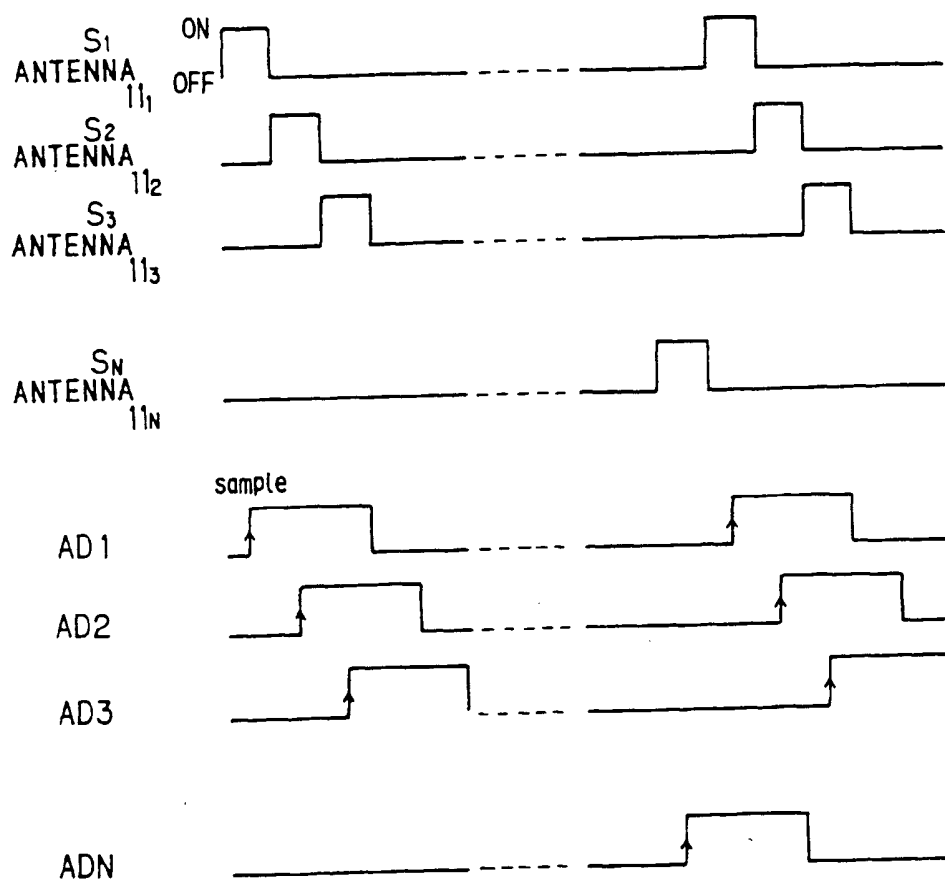 S1 ON
ANTENNA 111 OFF
S2
ANTENNA 112
S3
ANTENNA 113
SN
ANTENNA 11N
sample
AD1
AD2
AD3
ADN